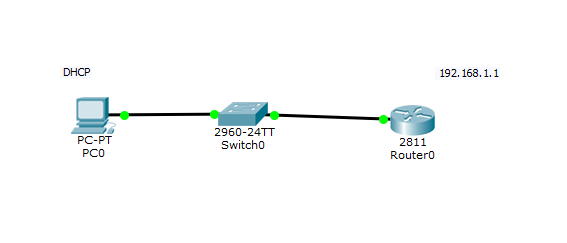 DHCP
192.168.1.1
PC-PT
PC0
2960-24TT
Switch0
2811
Router0